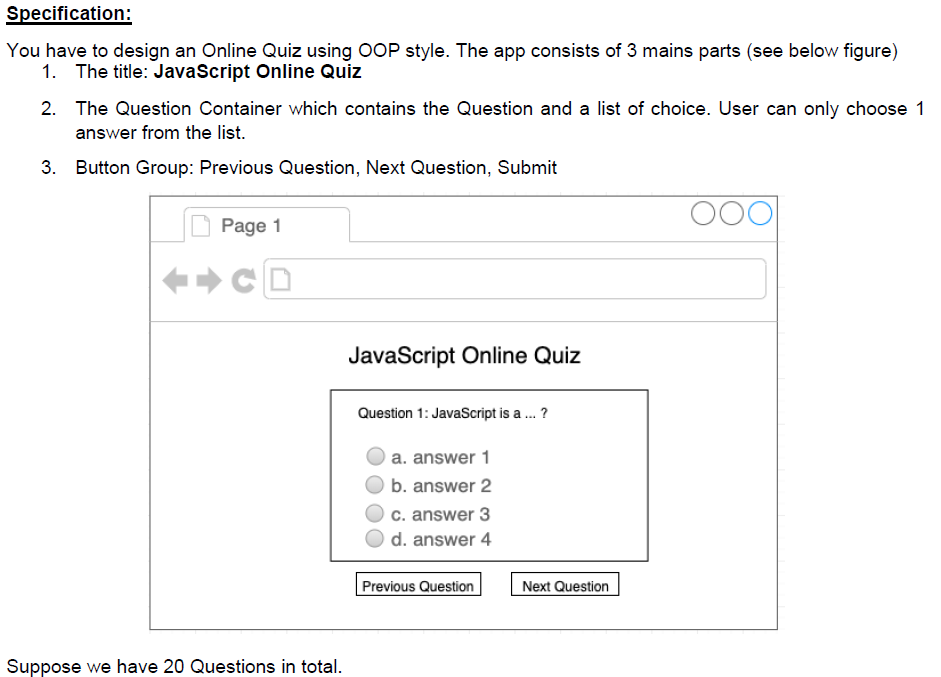 Specification:
You have to design an Online Quiz using OOP style. The app consists of 3 mains parts (see below figure)
1. The title: JavaScript Online Quiz
2. The Question Container which contains the Question and a list of choice. User can only choose 1
answer from the list.
3. Button Group: Previous Question, Next Question, Submit
Page 1
JavaScript Online Quiz
Question 1: JavaScript is a ... ?
a. answer 1
b. answer 2
c. answer 3
d. answer 4
Previous Question Next Question
Suppose we have 20 Questions in total.